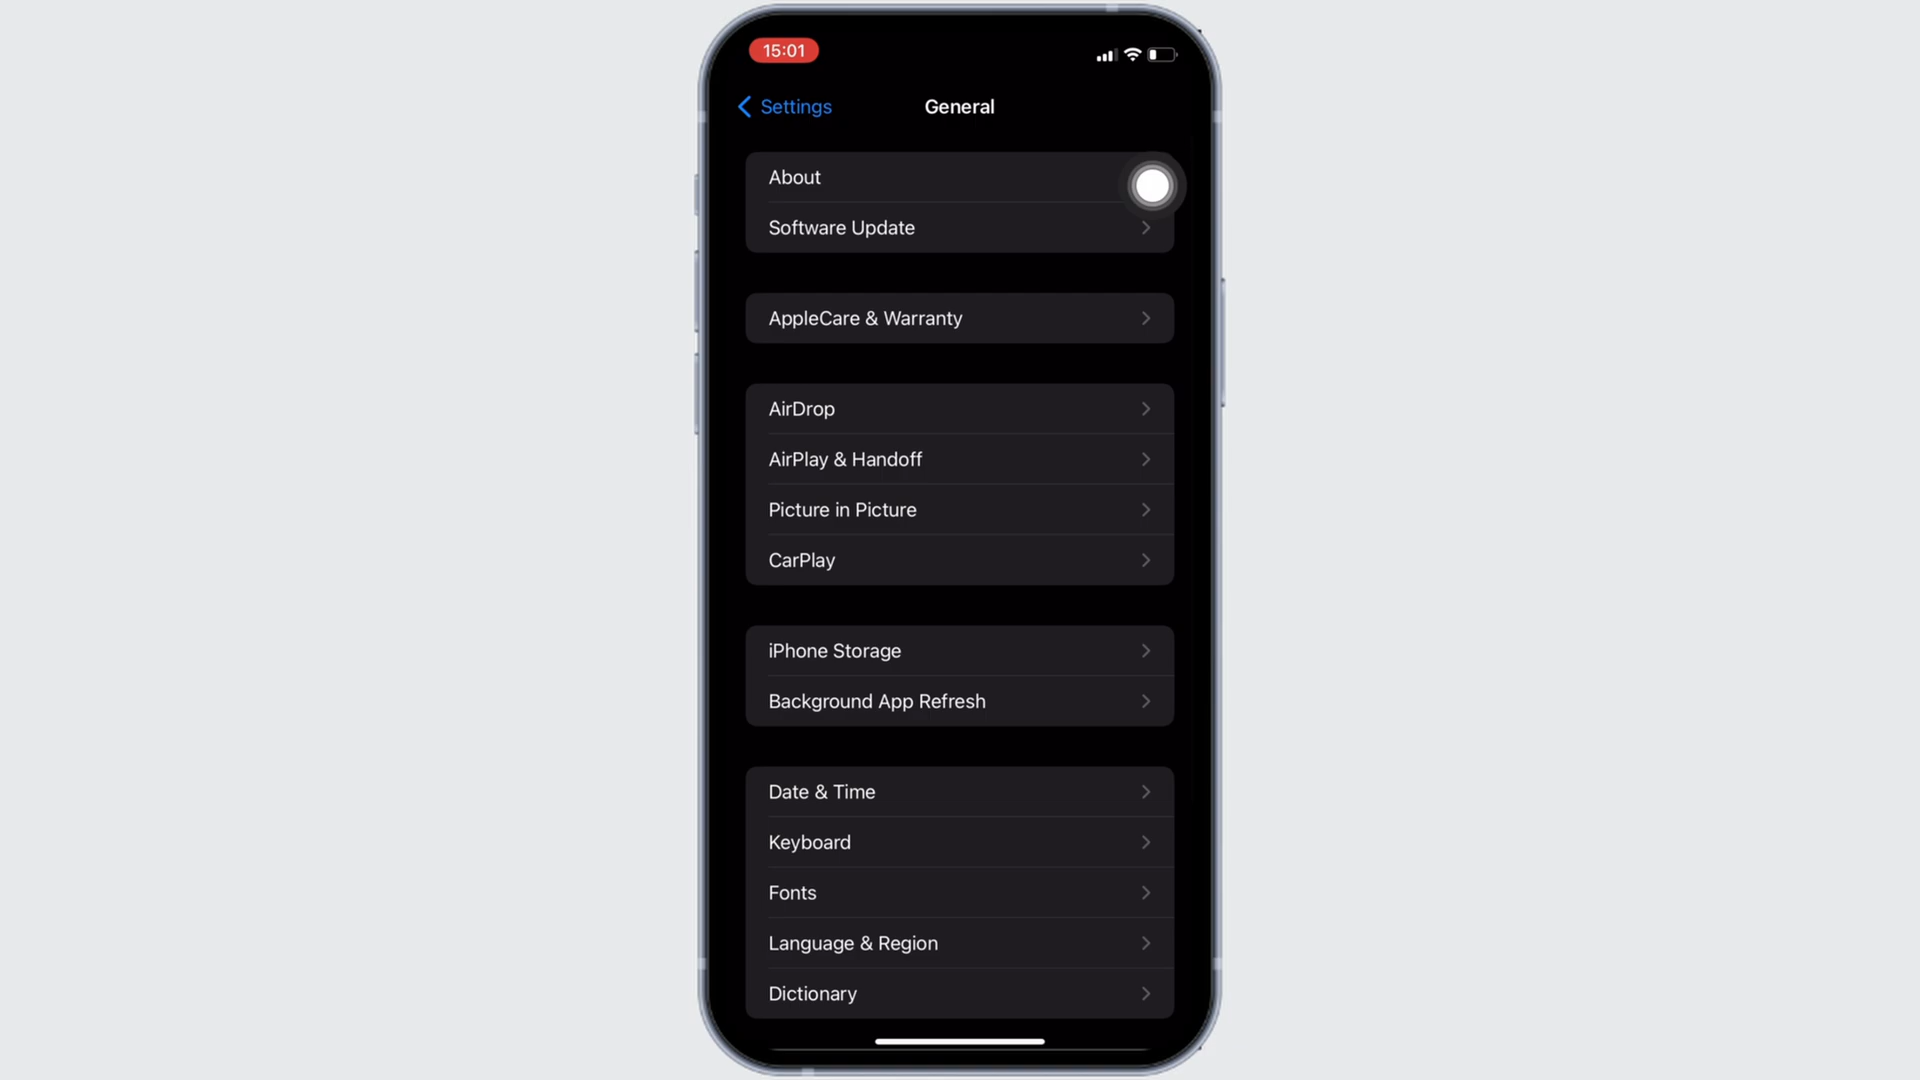 15:01
Settings
General
About
Software Update
AppleCare & Warranty
AirDrop
AirPlay & Handoff
Picture in Picture
CarPlay
iPhone Storage
Background App Refresh
Date & Time
Keyboard
Fonts
Language & Region
Dictionary